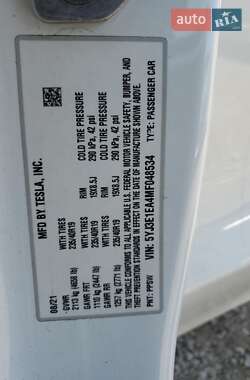 auto RIA
MFD BY TESLA, INC.
08/21
GVWR
2113 kg (4658 lb)
GAWR FRT
1110 kg (2447 lb)
GAWR RR
1257 kg (2771 lb)
WITH TIRES
235/40R19
WITH TIRES
235/40R19
RIM
19X8.5J
RIM
19X8.5J
COLD TIRE PRESSURE
290 kPa, 42 psi
COLD TIRE PRESSURE
290 kPa, 42 psi
THIS VEHICLE CONFORMS TO ALL APPLICABLE U.S. FEDERAL MOTOR VEHICLE SAFETY, BUMPER, AND
THEFT PREVENTION STANDARDS IN EFFECT ON THE DATE OF MANUFACTURE SHOWN ABOVE.
VIN: 5YJ3E1EA4MF048534
TYPE: PASSENGER CAR
PAINT: PPSW